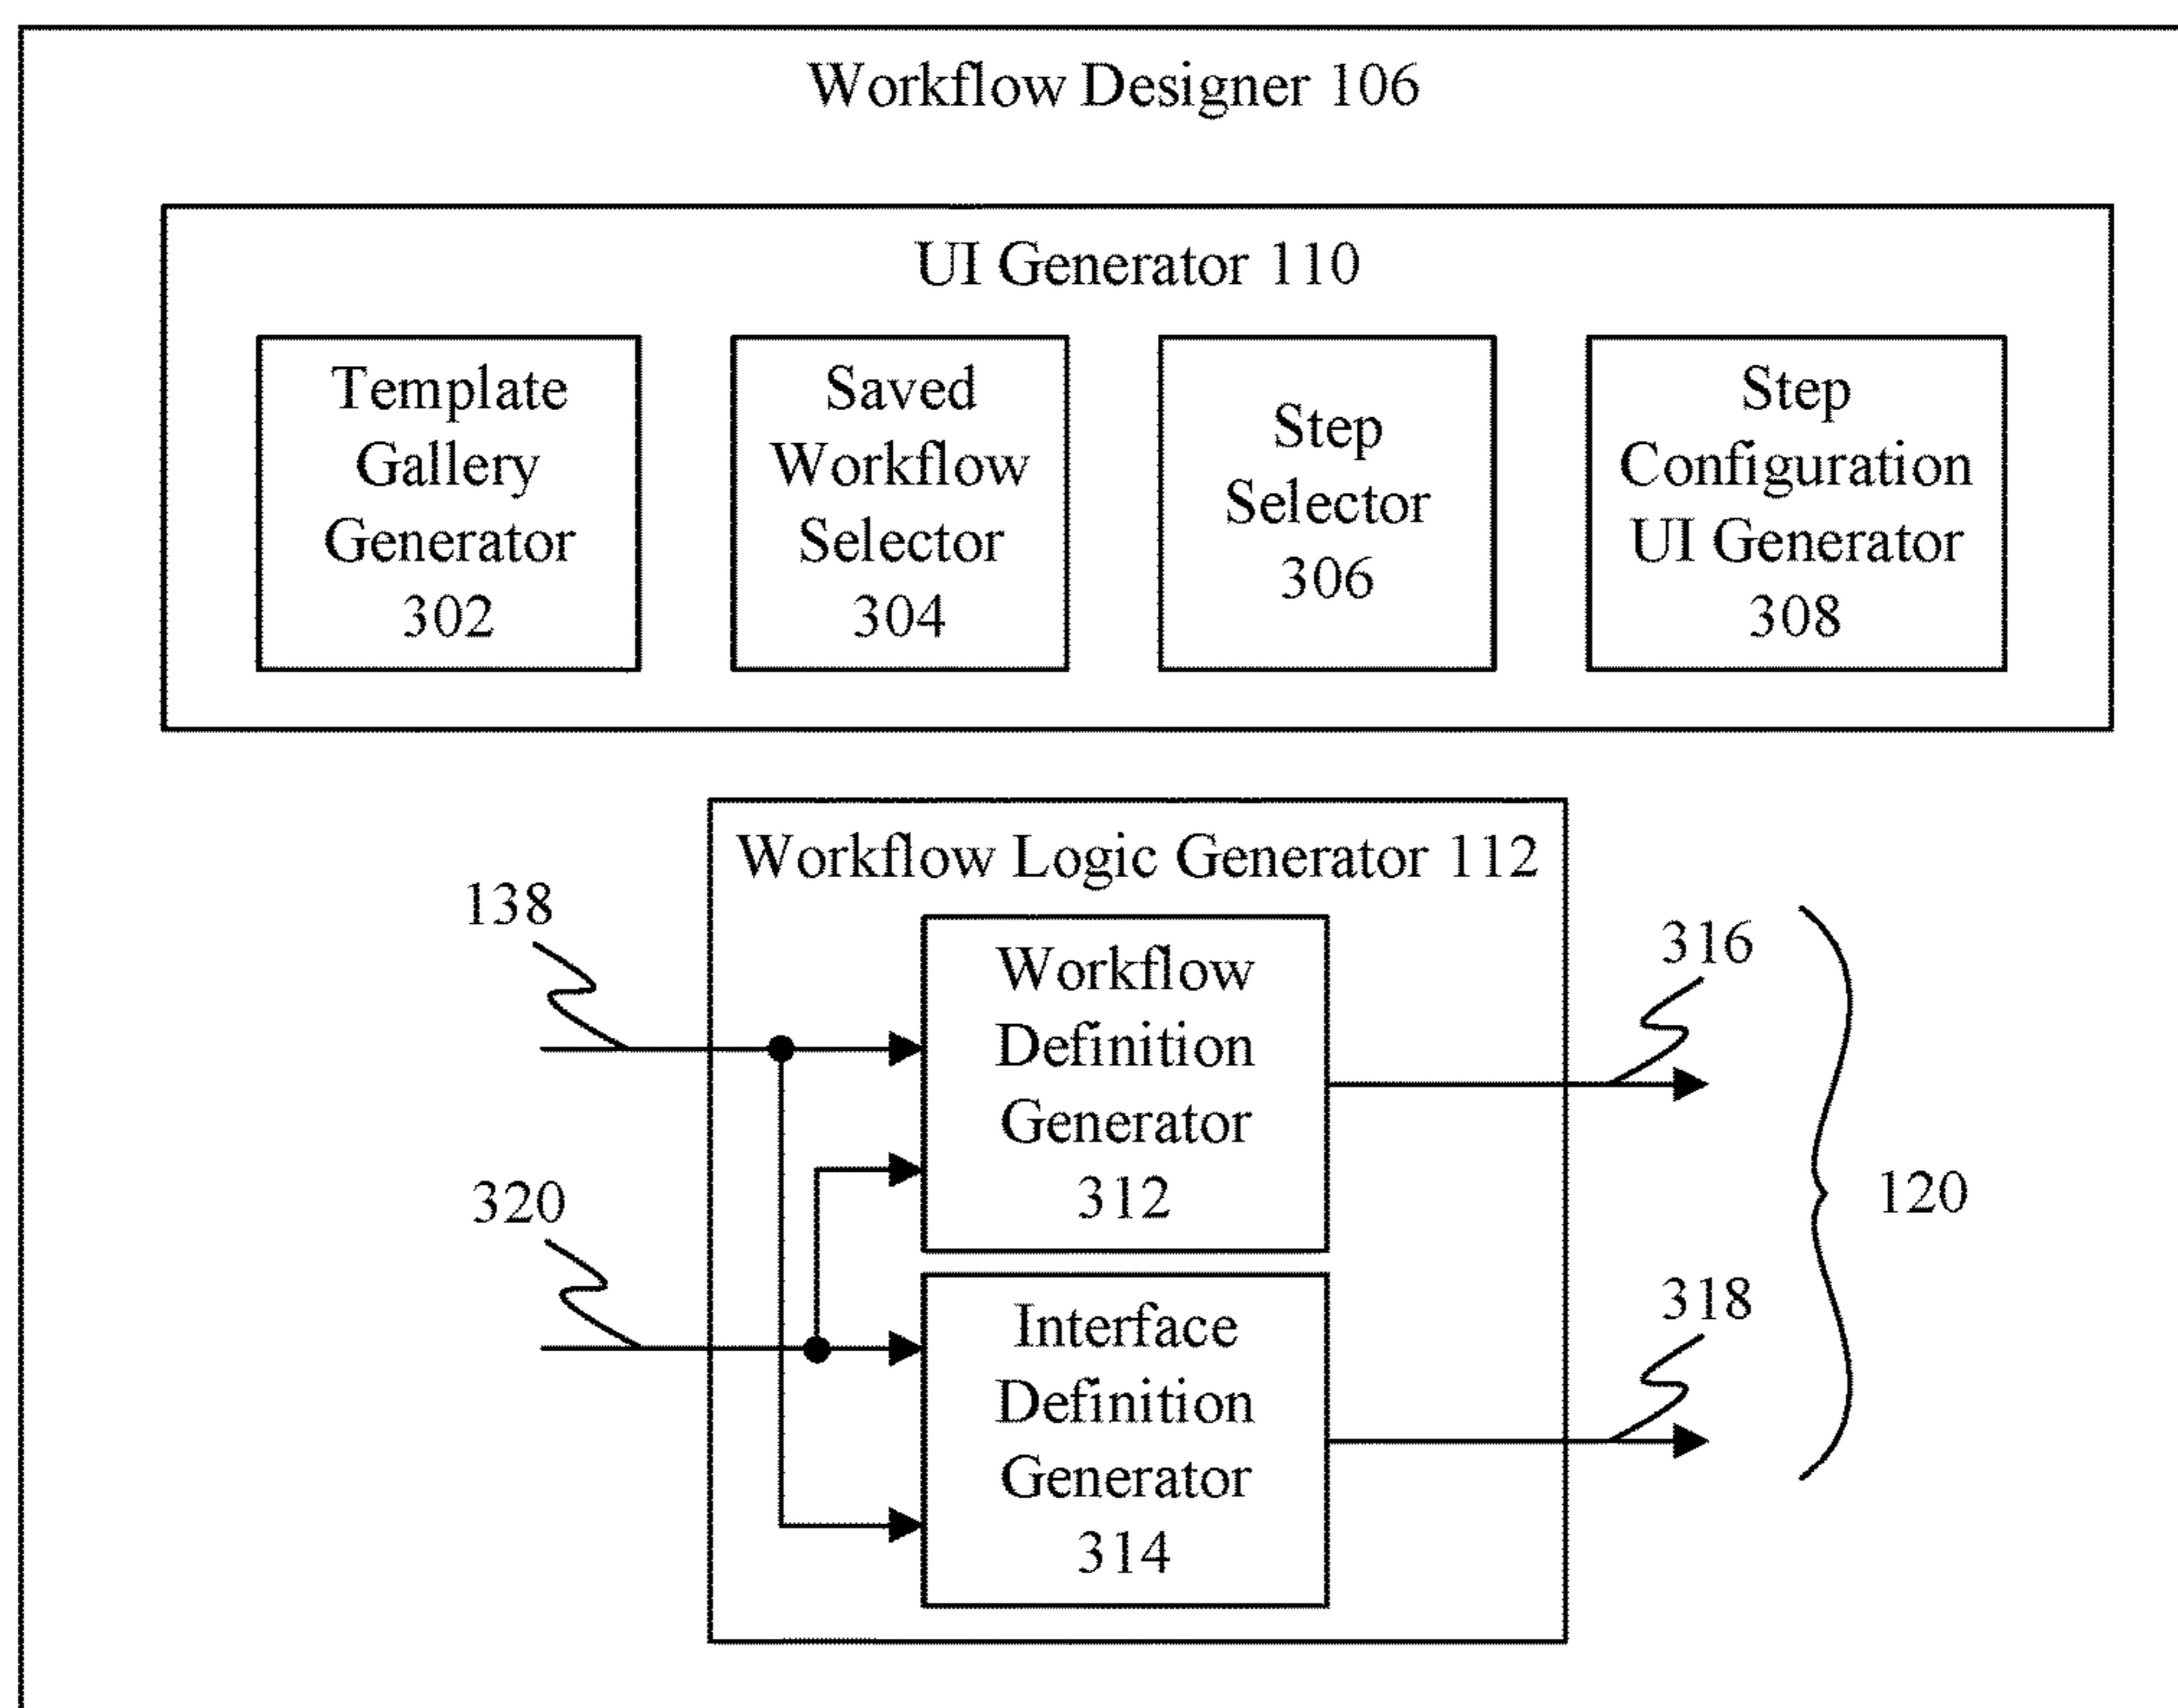 Workflow Designer 106
UI Generator 110
Template
Gallery
Generator
302
Saved
Workflow
Selector
304
Step
Selector
306
Step
Configuration
UI Generator
308
Workflow Logic Generator 112
138
320
Workflow
Definition
Generator
312
Interface
Definition
Generator
314
316
318
120